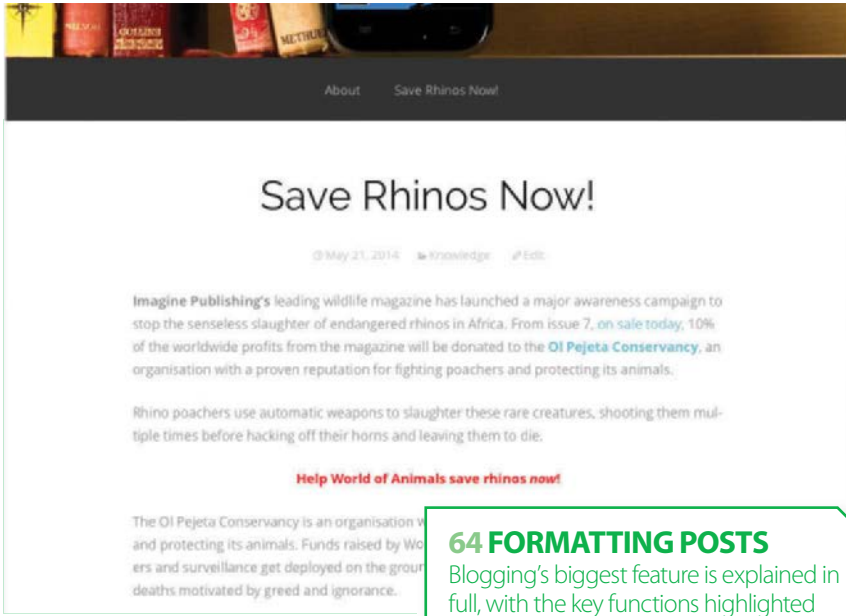 NELSON
COLLINS
METHUEN
About Save Rhinos Now!
Save Rhinos Now!
May 21, 2014 Knowledge Edit
Imagine Publishing's leading wildlife magazine has launched a major awareness campaign to
stop the senseless slaughter of endangered rhinos in Africa. From issue 7, on sale today, 10%
of the worldwide profits from the magazine will be donated to the Ol Pejeta Conservancy, an
organisation with a proven reputation for fighting poachers and protecting its animals.
Rhino poachers use automatic weapons to slaughter these rare creatures, shooting them mul-
tiple times before hacking off their horns and leaving them to die.
Help World of Animals save rhinos now!
The Ol Pejeta Conservancy is an organisation
and protecting its animals. Funds raised by
ers and surveillance get deployed on the
deaths motivated by greed and ignorance.
64 FORMATTING POSTS
Blogging's biggest feature is explained in
full, with the key functions highlighted